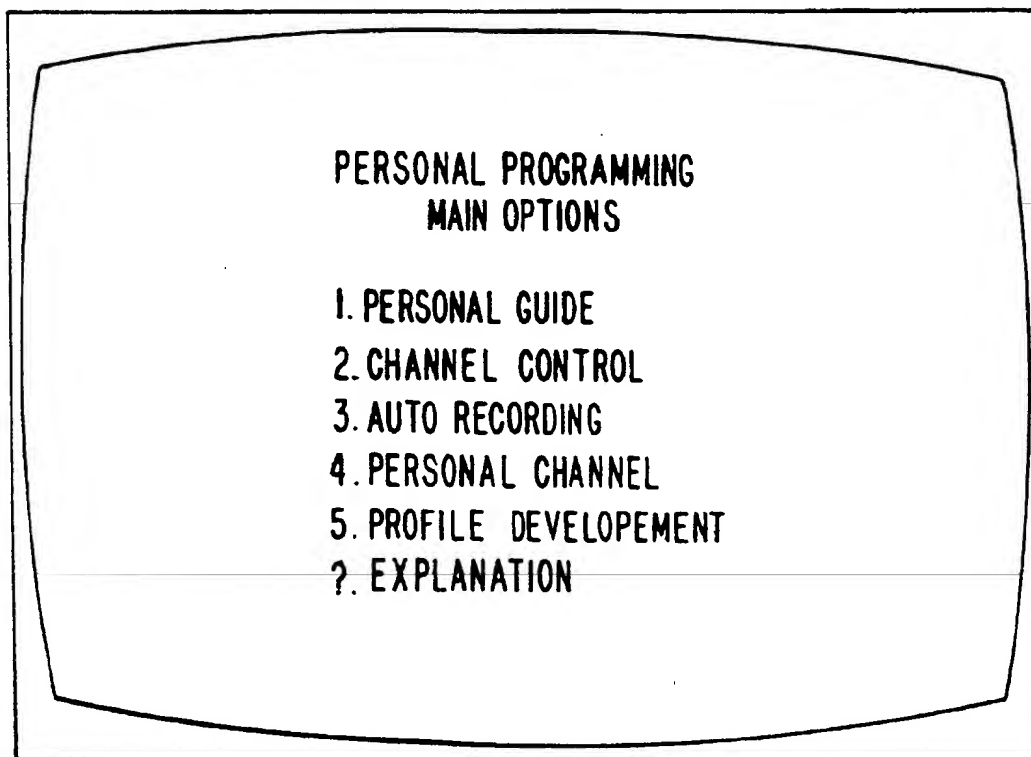 PERSONAL PROGRAMMING
MAIN OPTIONS
1. PERSONAL GUIDE
2. CHANNEL CONTROL
3. AUTO RECORDING
4. PERSONAL CHANNEL
5. PROFILE DEVELOPEMENT
?. EXPLANATION